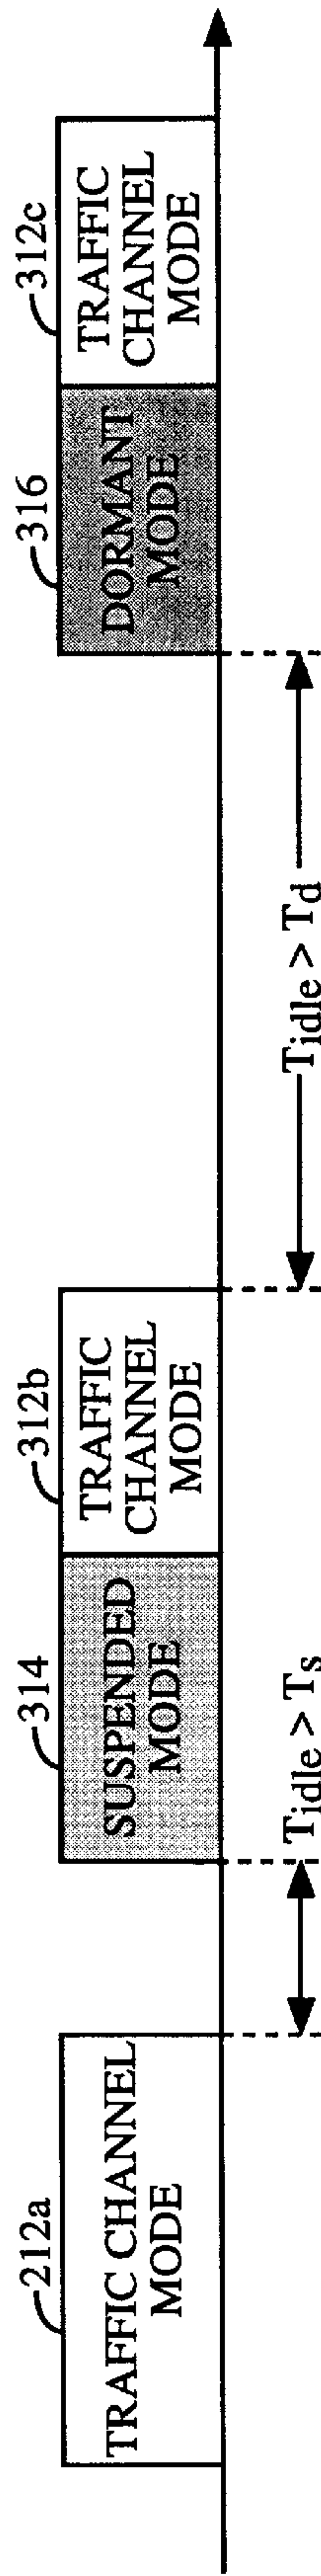 212a
TRAFFIC CHANNEL
MODE
314
SUSPENDED
MODE
312b
TRAFFIC
CHANNEL
MODE
316
DORMANT
MODE
312c
TRAFFIC
CHANNEL
MODE
Tidle > Ts
Tidle > Td